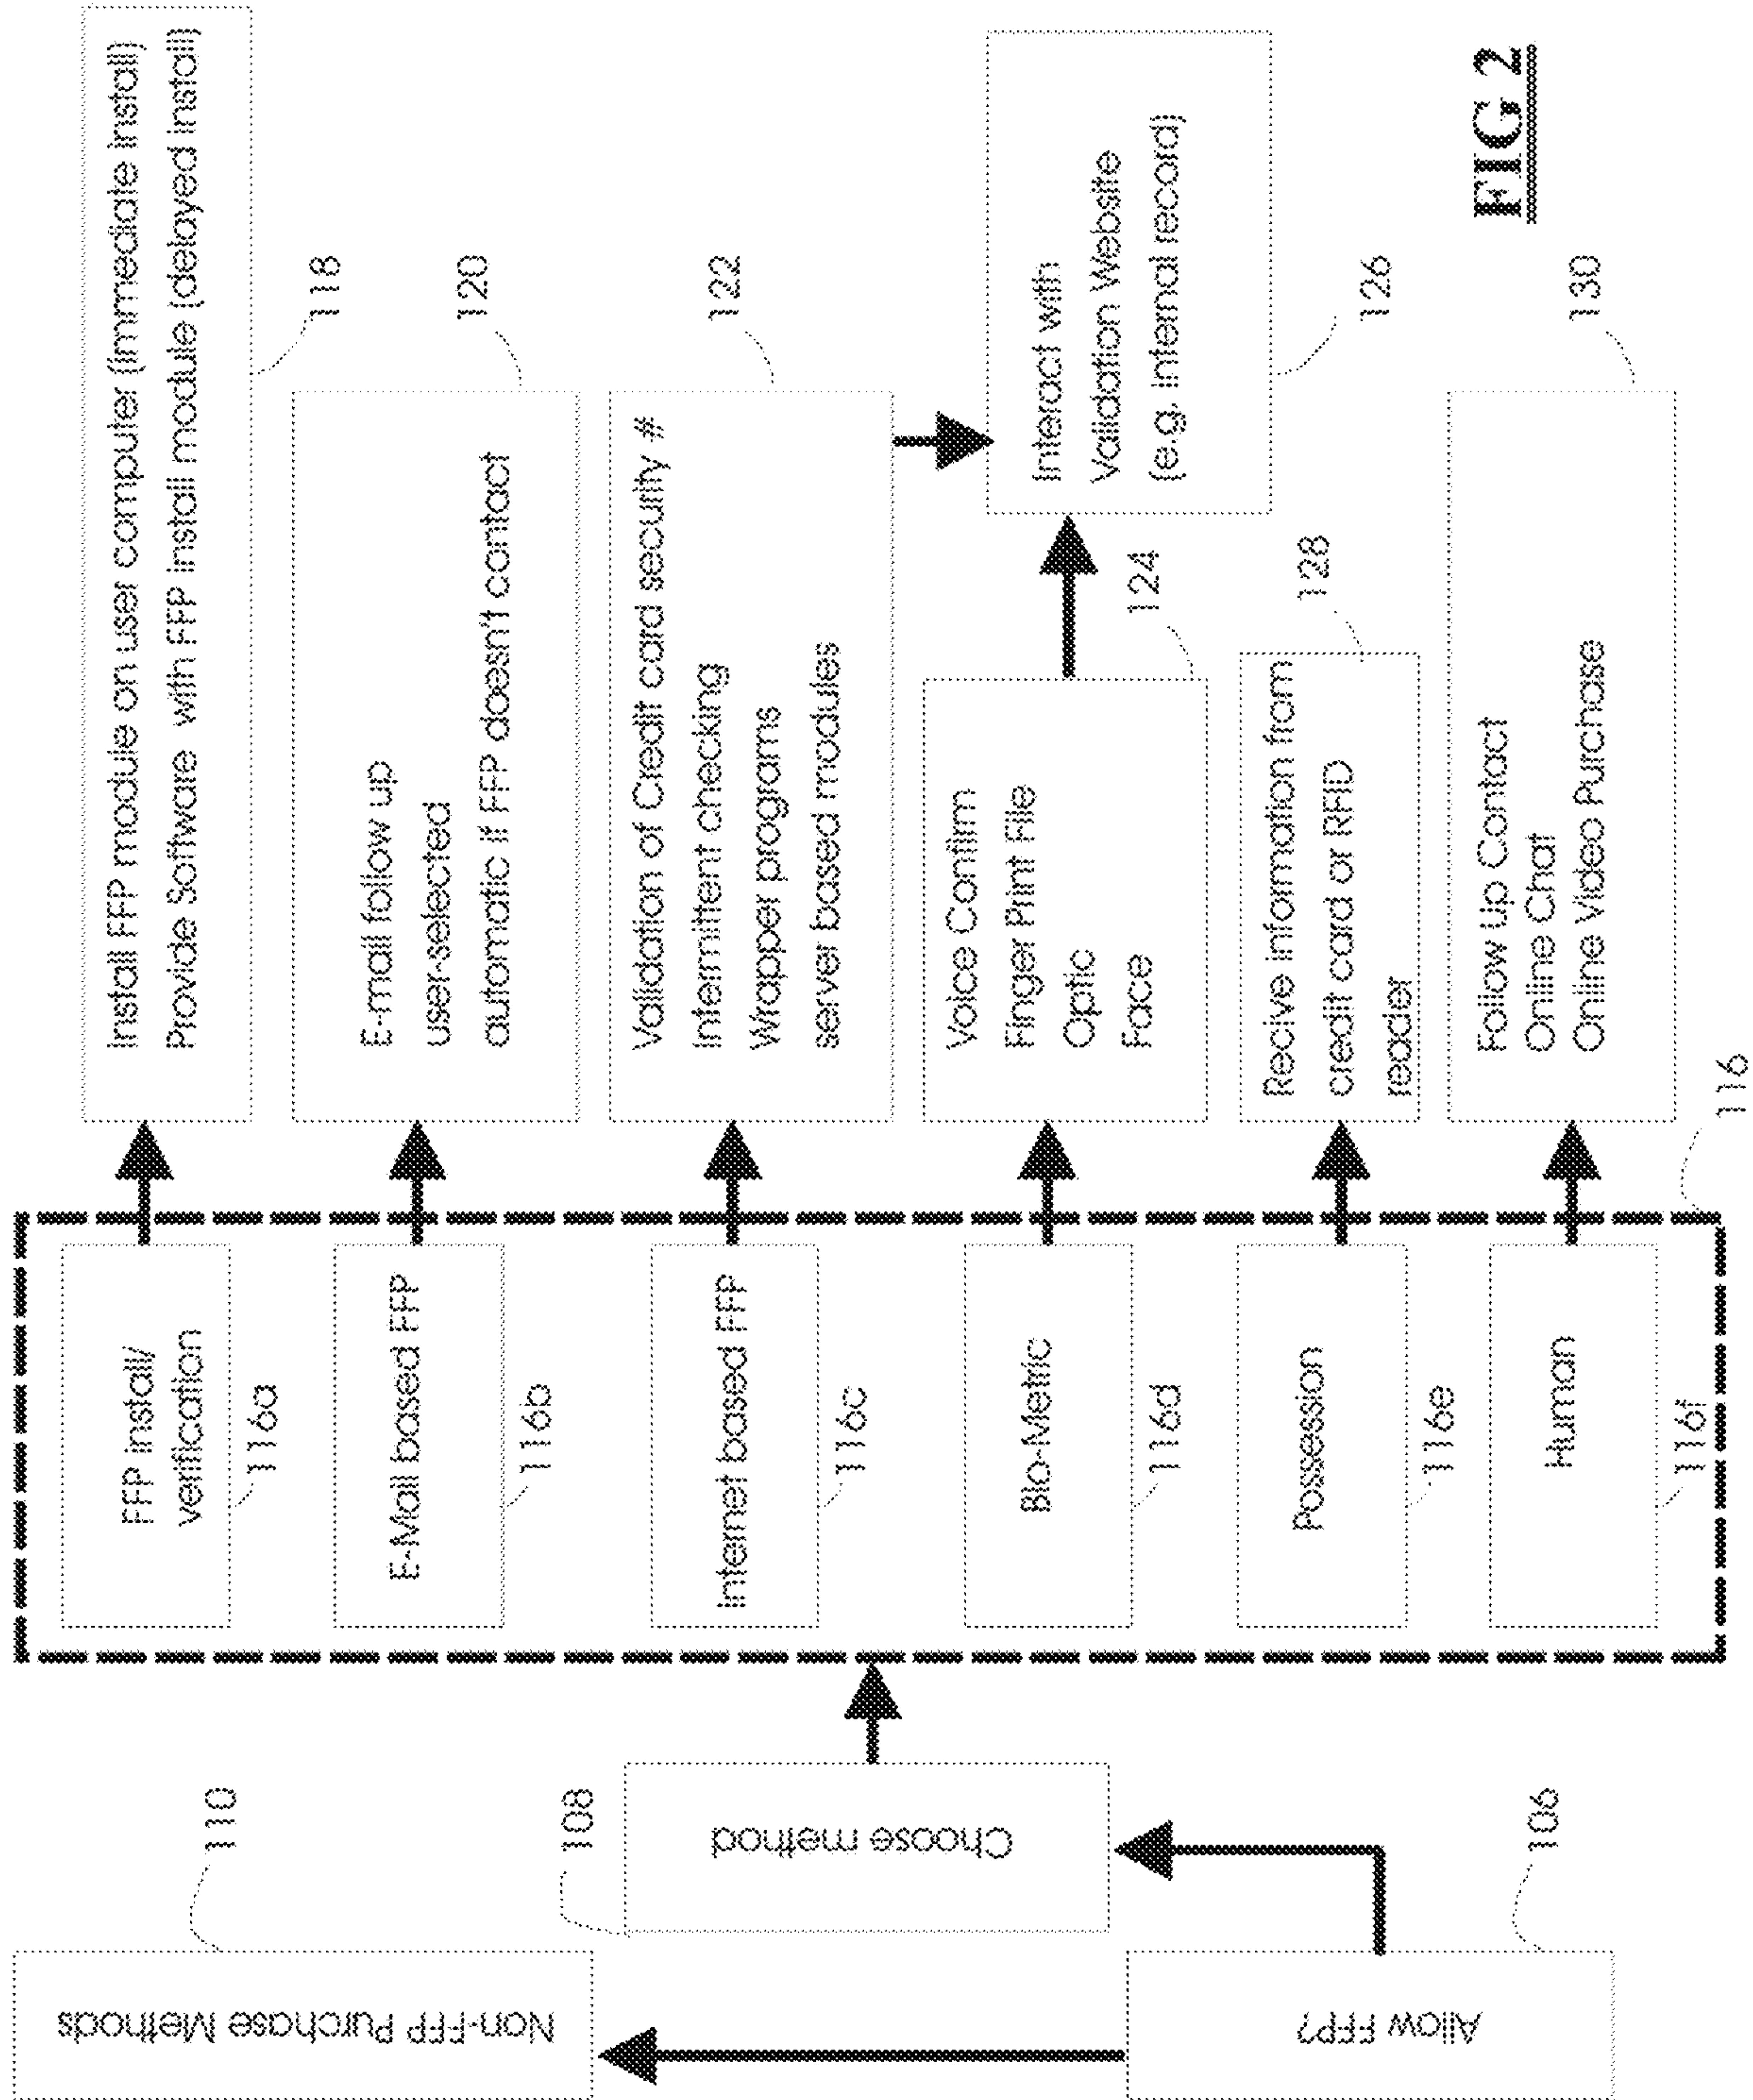 Non-FFP Purchase Methods
110
Allow FFP?
106
Choose method
108
FFP install/
verification
116a
E-Mail based FFP
116b
Internet based FFP
116c
Bio-Metric
116d
Possession
116e
Human
116f
116
Install FFP module on user computer (immediate install)
Provide Software with FFP install module (delayed install)
118
E-mail follow up
user-selected
automatic if FFP doesn't contact
120
Validation of Credit card security #
Intermittent checking
Wrapper programs
server based modules
122
Voice Confirm
Finger Print File
Optic
Face
124
Interact with
Validation Website
(e.g. internal record)
126
Recive information from
credit card or RFID
reader
128
Follow up Contact
Online Chat
Online Video Purchase
130
FIG 2